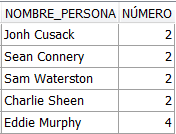 NOMBRE_PERSONA NÚMERO
Jonh Cusack 2
Sean Connery 2
Sam Waterston 2
Charlie Sheen 2
Eddie Murphy 4